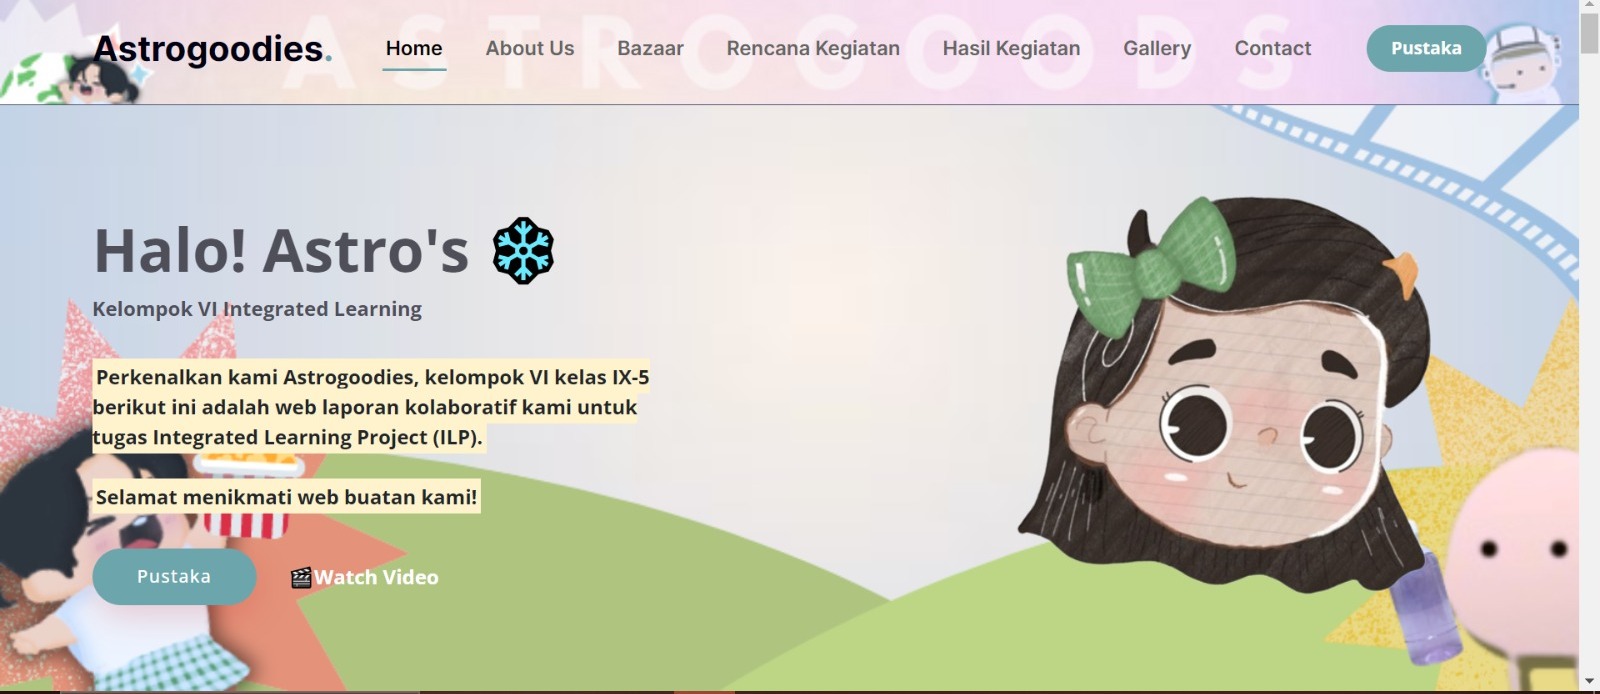 ASTROGOODS
Astrogoodies.
Home
About Us
Bazaar
Rencana Kegiatan
Hasil Kegiatan
Gallery
Contact
Pustaka
Halo! Astro's
Kelompok VI Integrated Learning
Perkenalkan kami Astrogoodies, kelompok VI kelas IX-5
berikut ini adalah web laporan kolaboratif kami untuk
tugas Integrated Learning Project (ILP).
Selamat menikmati web buatan kami!
Pustaka
Watch Video